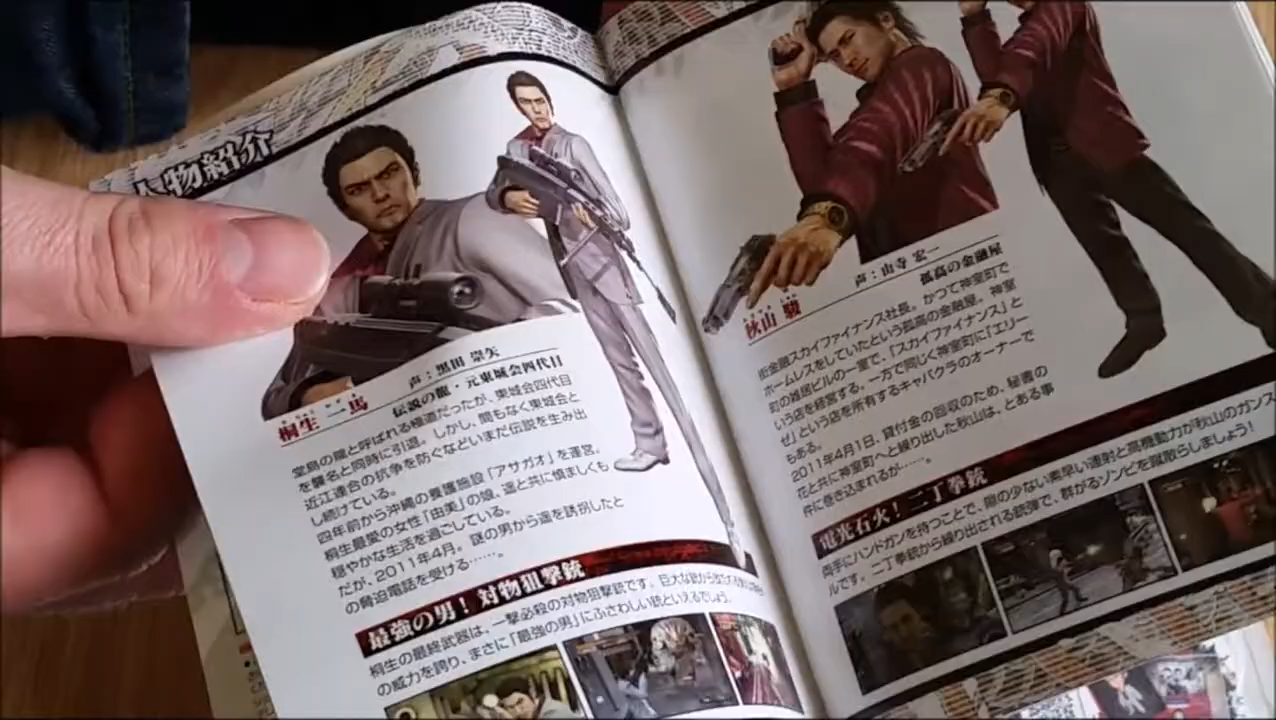 人物紹介
声：黒田 崇矢
桐生 一馬
伝説の龍・元東城会四代目
堂島の龍と呼ばれる極道だったが、東城会四代目
を襲名と同時に引退。しかし、間もなく東城会と
近江連合の抗争を防ぐなどいまだ伝説を生み出
し続けている。
四年前から沖縄の養護施設「アサガオ」を運営。
桐生最愛の女性「由美」の娘、遥と共に慎ましくも
穏やかな生活を過ごしている。
だが、2011年4月。謎の男から遥を誘拐したと
の脅迫電話を受ける……。
最強の男！対物狙撃銃
桐生の最終武器は、一撃必殺の対物狙撃銃です。巨大な
の威力を誇り、まさに「最強の男」にふさわしい銃といえるでしょう。
声：山寺 宏一
秋山 駿
孤高の金融屋
街金融スカイファイナンス社長。かつて神室町で
ホームレスをしていたという孤高の金融屋。神室
町の雑居ビルの一室で、「スカイファイナンス」と
いう店を経営する。一方で同じく神室町に「エリー
ゼ」という店を所有するキャバクラのオーナーで
もある。
2011年4月1日、貸付金の回収のため、秘書の
花と共に神室町へと繰り出した秋山は、とある事
件に巻き込まれるが……。
電光石火！二丁拳銃
両手にハンドガンを持つことで、隙の少ない素早い連射と高機動力が秋山のガンス
ルです。二丁拳銃から繰り出される銃弾で、群がるゾンビを蹴散らしましょう！